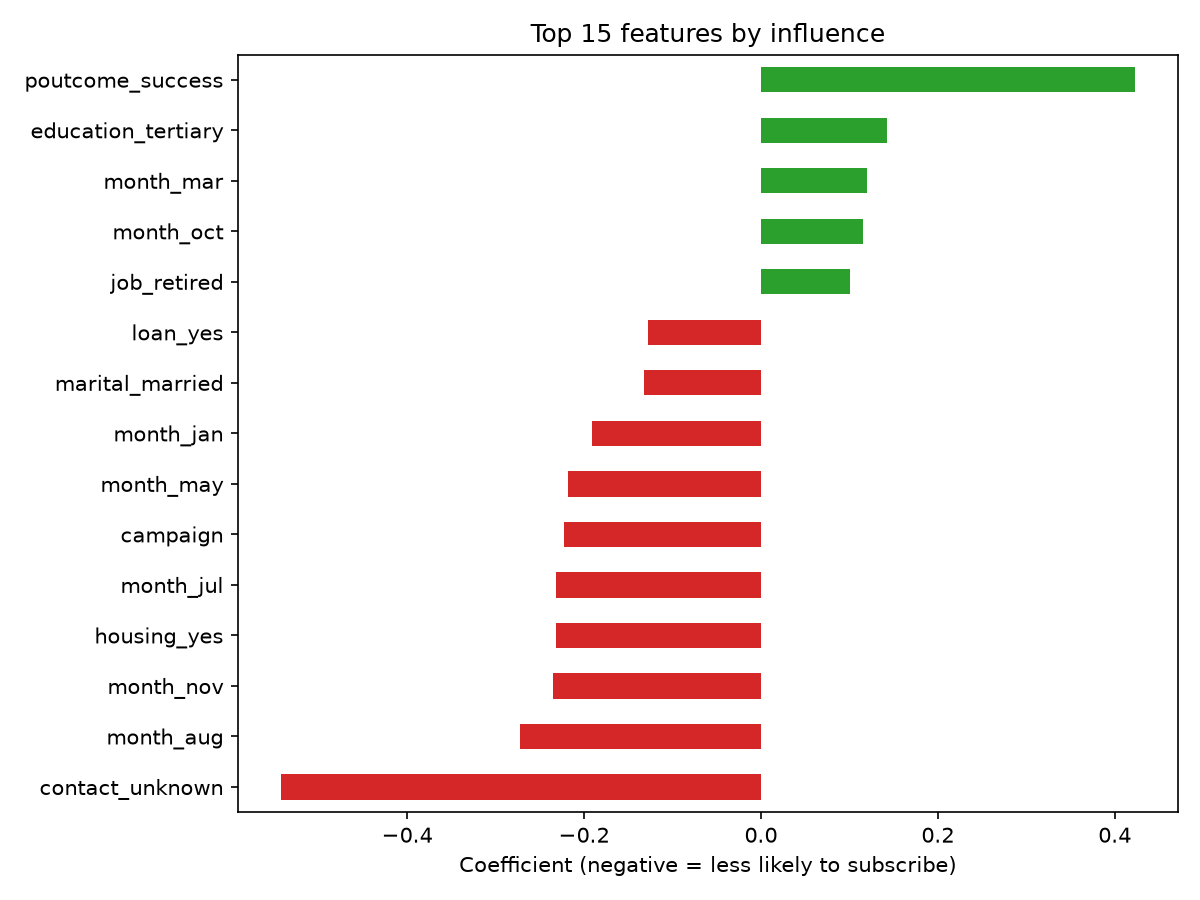 Top 15 features by influence
poutcome_success
education_tertiary
month_mar
month_oct
job_retired
loan_yes
marital_married
month_jan
month_may
campaign
month_jul
housing_yes
month_nov
month_aug
contact_unknown
−0.4 −0.2 0.0 0.2 0.4
Coefficient (negative = less likely to subscribe)